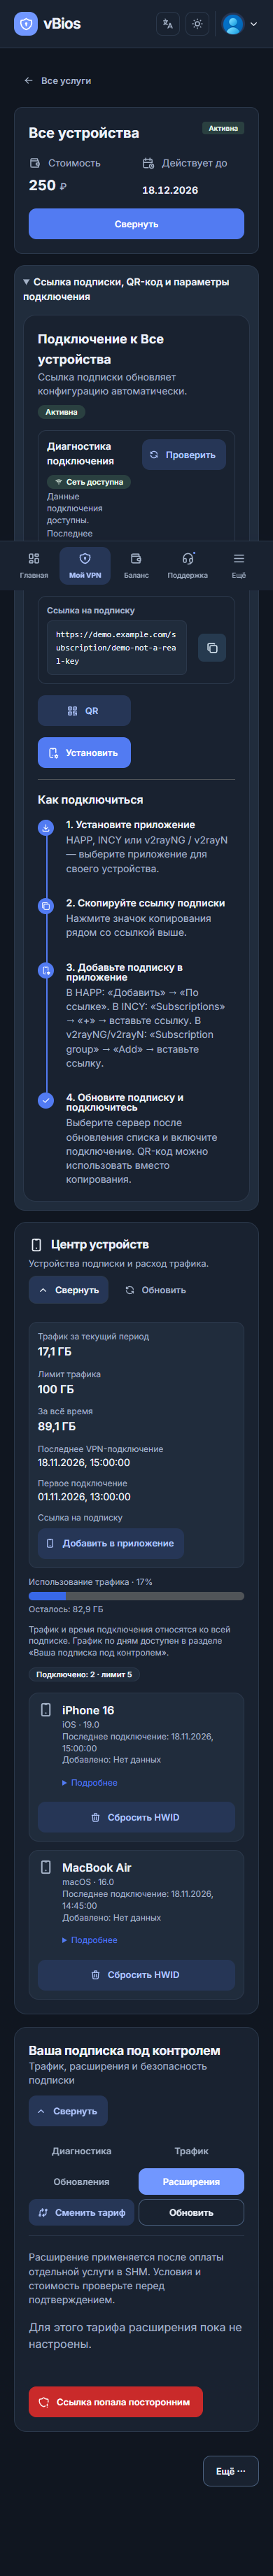 vBios
Все услуги
Все устройства
Активна
Стоимость
Действует до
250 ₽
18.12.2026
Свернуть
▼ Ссылка подписки, QR-код и параметры
подключения
Подключение к Все
устройства
Ссылка подписки обновляет
конфигурацию автоматически.
Активна
Диагностика
подключения
Проверить
Сеть доступна
Данные
подключения
доступны.
Последнее
Главная
Мой VPN
Баланс
Поддержка
Ещё
Ссылка на подписку
https://demo.example.com/s
ubscription/demo-not-a-rea
l-key
QR
Установить
Как подключиться
1. Установите приложение
HAPP, INCY или v2rayNG / v2rayN
— выберите приложение для
своего устройства.
2. Скопируйте ссылку подписки
Нажмите значок копирования
рядом со ссылкой выше.
3. Добавьте подписку в
приложение
В HAPP: «Добавить» → «По
ссылке». В INCY: «Subscriptions»
→ «+» → вставьте ссылку. В
v2rayNG/v2rayN: «Subscription
group» → «Add» → вставьте
ссылку.
4. Обновите подписку и
подключитесь
Выберите сервер после
обновления списка и включите
подключение. QR-код можно
использовать вместо
копирования.
Центр устройств
Устройства подписки и расход трафика.
Свернуть
Обновить
Трафик за текущий период
17,1 ГБ
Лимит трафика
100 ГБ
За всё время
89,1 ГБ
Последнее VPN-подключение
18.11.2026, 15:00:00
Первое подключение
01.11.2026, 13:00:00
Ссылка на подписку
Добавить в приложение
Использование трафика · 17%
Осталось: 82,9 ГБ
Трафик и время подключения относятся ко всей
подписке. График по дням доступен в разделе
«Ваша подписка под контролем».
Подключено: 2 · лимит 5
iPhone 16
iOS · 19.0
Последнее подключение: 18.11.2026,
15:00:00
Добавлено: Нет данных
▶ Подробнее
Сбросить HWID
MacBook Air
macOS · 16.0
Последнее подключение: 18.11.2026,
14:45:00
Добавлено: Нет данных
▶ Подробнее
Сбросить HWID
Ваша подписка под контролем
Трафик, расширения и безопасность
подписки
Свернуть
Диагностика
Трафик
Обновления
Расширения
Сменить тариф
Обновить
Расширение применяется после оплаты
отдельной услуги в SHM. Условия и
стоимость проверьте перед
подтверждением.
Для этого тарифа расширения пока не
настроены.
Ссылка попала посторонним
Ещё ···